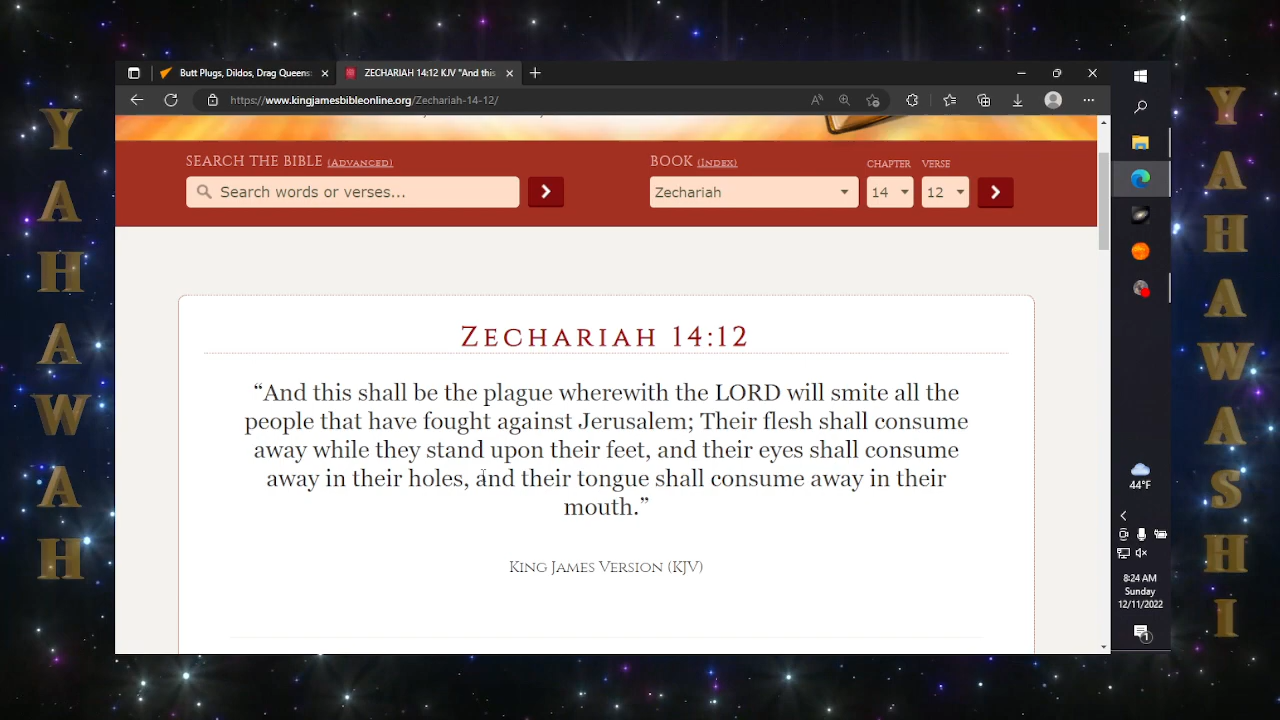 Butt Plugs, Dildos, Drag Queens:
ZECHARIAH 14:12 KJV "And this
https://www.kingjamesbibleonline.org/Zechariah-14-12/
SEARCH THE BIBLE (ADVANCED)
BOOK (INDEX)
CHAPTER
VERSE
Search words or verses...
Zechariah
14
12
ZECHARIAH 14:12
“And this shall be the plague wherewith the LORD will smite all the
people that have fought against Jerusalem; Their flesh shall consume
away while they stand upon their feet, and their eyes shall consume
away in their holes, and their tongue shall consume away in their
mouth.”
KING JAMES VERSION (KJV)
44°F
8:24 AM
Sunday
12/11/2022
1
YAHAWAH
YAHAWASHI